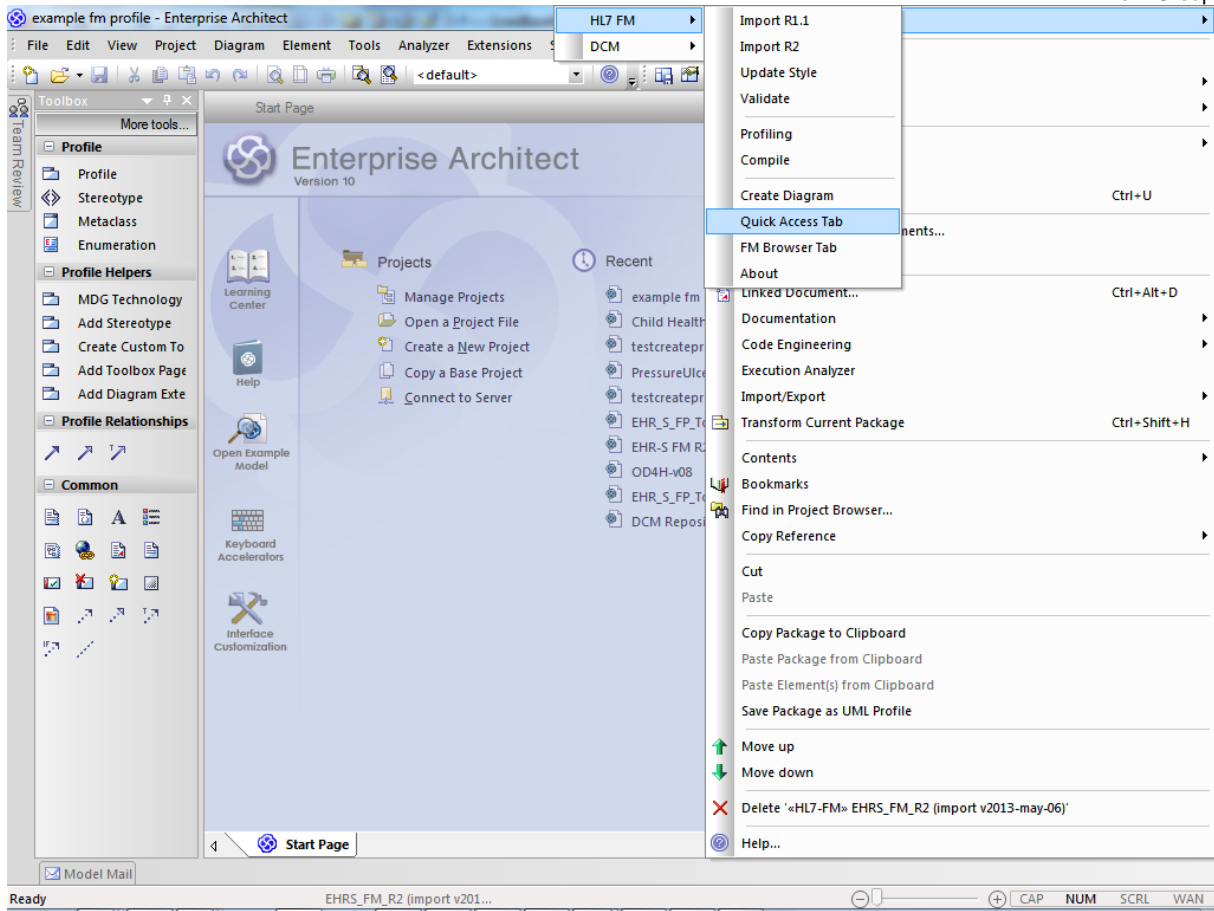 example fm profile - Enterprise Architect
File Edit View Project Diagram Element Tools Analyzer Extensions
<default>
HL7 FM
DCM
Import R1.1
Import R2
Update Style
Validate
Profiling
Compile
Create Diagram
Quick Access Tab
FM Browser Tab
About
Team Review
Toolbox
More tools...
Profile
Profile
Stereotype
Metaclass
Enumeration
Profile Helpers
MDG Technology
Add Stereotype
Create Custom To
Add Toolbox Page
Add Diagram Exte
Profile Relationships
Common
Start Page
Enterprise Architect
Version 10
Learning
Center
Help
Open Example
Model
Keyboard
Accelerators
Interface
Customization
Projects
Manage Projects
Open a Project File
Create a New Project
Copy a Base Project
Connect to Server
Recent
example fm
Child Health
testcreatepr
PressureUlce
testcreatepr
EHR_S_FP_To
EHR-S FM R2
OD4H-v08
EHR_S_FP_To
DCM Reposi
Ctrl+U
ments...
Linked Document... Ctrl+Alt+D
Documentation
Code Engineering
Execution Analyzer
Import/Export
Transform Current Package Ctrl+Shift+H
Contents
Bookmarks
Find in Project Browser...
Copy Reference
Cut
Paste
Copy Package to Clipboard
Paste Package from Clipboard
Paste Element(s) from Clipboard
Save Package as UML Profile
Move up
Move down
Delete '«HL7-FM» EHRS_FM_R2 (import v2013-may-06)'
Help...
Start Page
Model Mail
Ready EHRS_FM_R2 (import v201... CAP NUM SCRL WAN